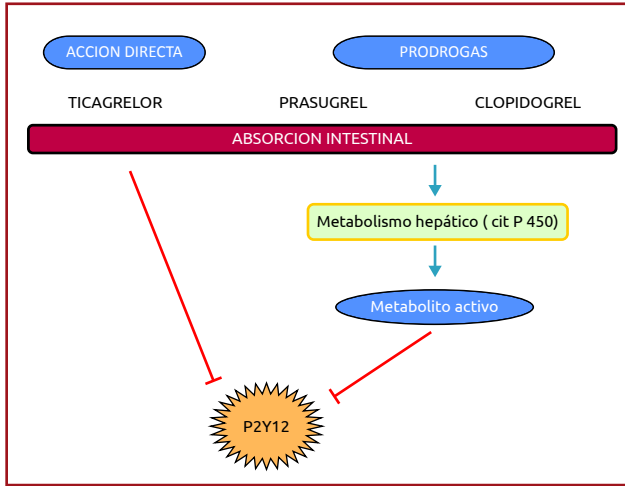 ACCION DIRECTA
PRODROGAS
TICAGRELOR
PRASUGREL
CLOPIDOGREL
ABSORCION INTESTINAL
Metabolismo hepático ( cit P 450)
Metabolito activo
P2Y12